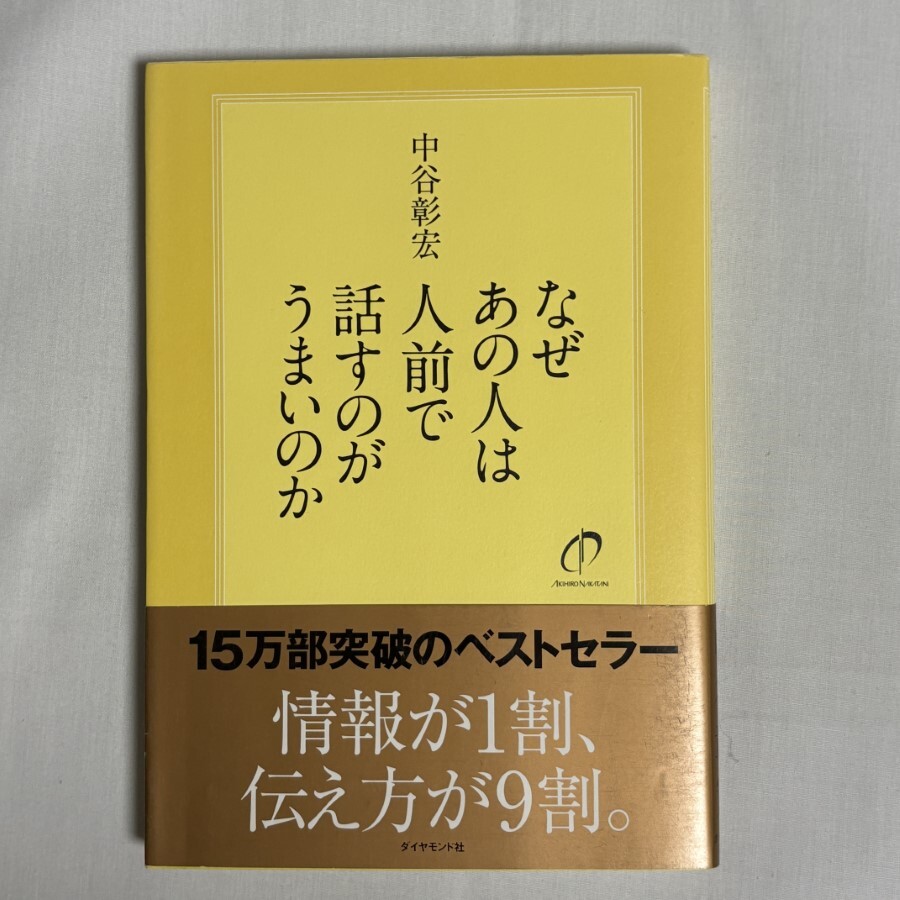 中谷彰宏
なぜ
あの人は
人前で
話すのが
うまいのか
AKIHIRO NAKATANI
15万部突破のベストセラー
情報が1割、
伝え方が9割。
ダイヤモンド社